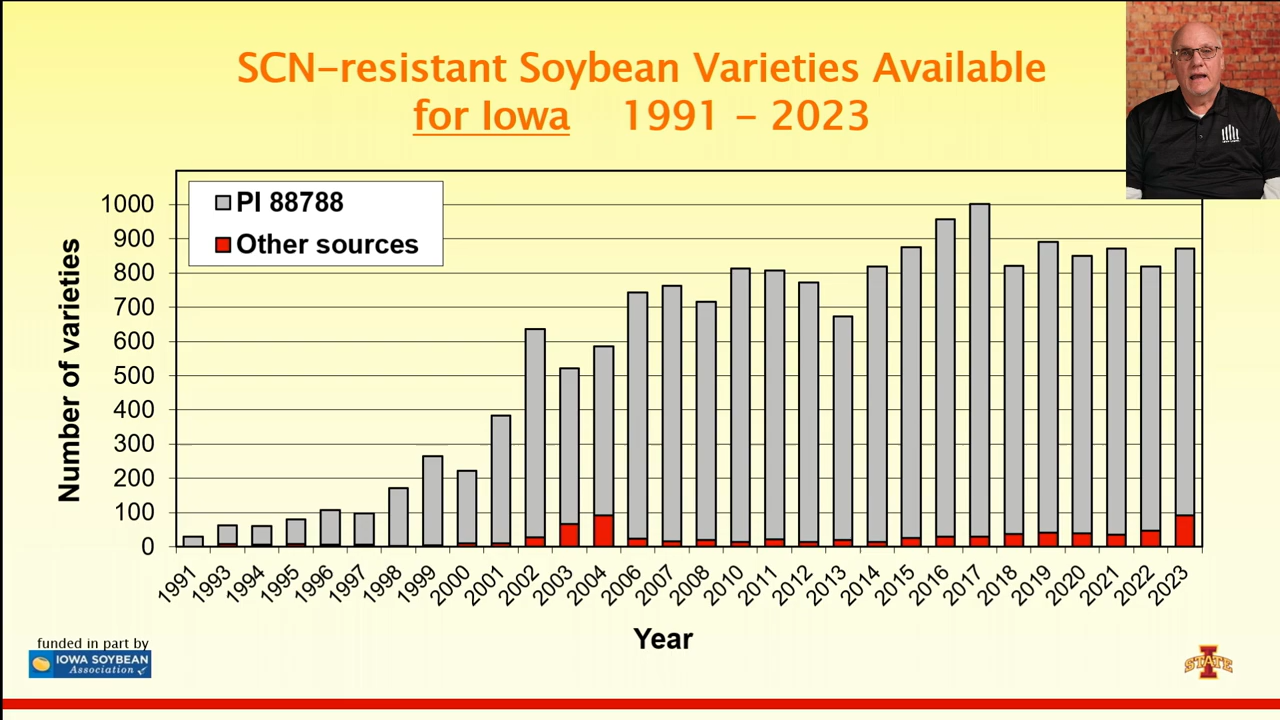 SCN-resistant Soybean Varieties Available
for Iowa 1991 - 2023
PI 88788
Other sources
Number of varieties
1000
900
800
700
600
500
400
300
200
100
0
1991 1993 1994 1995 1996 1997 1998 1999 2000 2001 2002 2003 2004 2006 2007 2008 2010 2011 2012 2013 2014 2015 2016 2017 2018 2019 2020 2021 2022 2023
Year
funded in part by
IOWA SOYBEAN
Association
I
STATE